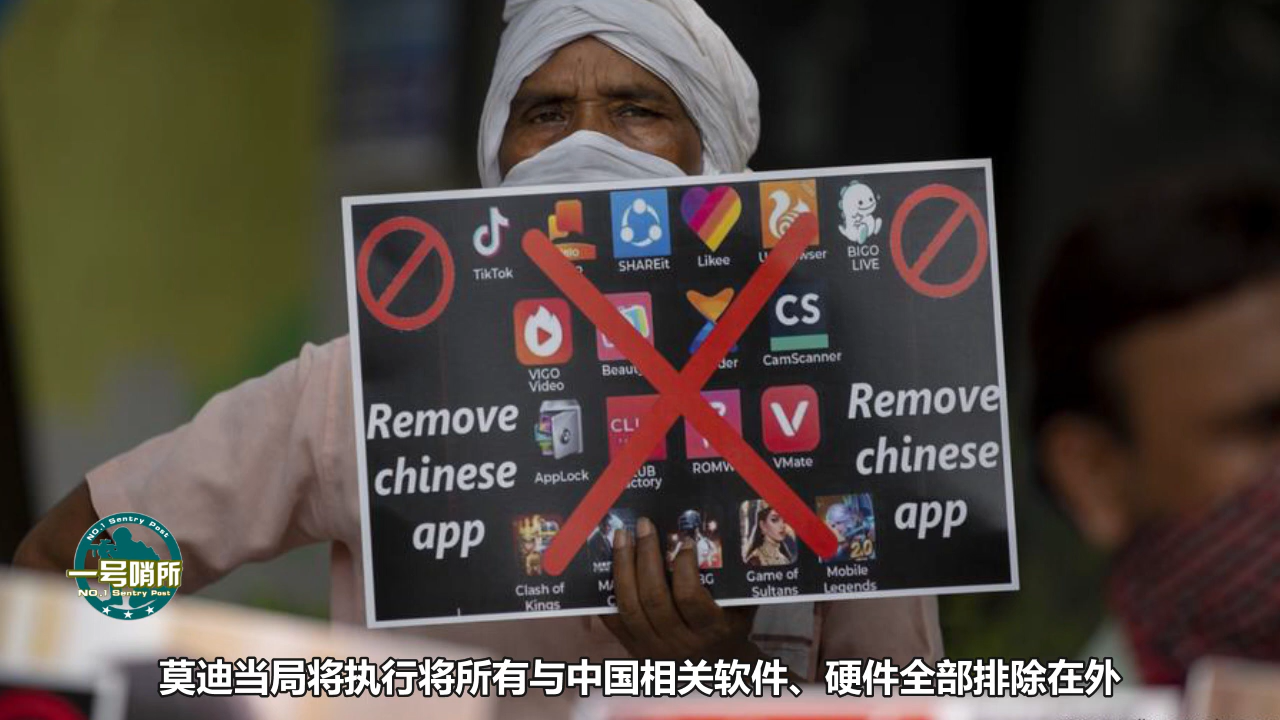 TikTok
SHAREit
Likee
BIGO
LIVE
VIGO
Video
CS
CamScanner
Remove
chinese
app
AppLock
VMate
Remove
chinese
app
Clash of
Kings
Game of
Sultans
2.0
Mobile
Legends
NO.1 Sentry Post
一号哨所
NO.1 Sentry Post
莫迪当局将执行将所有与中国相关软件、硬件全部排除在外